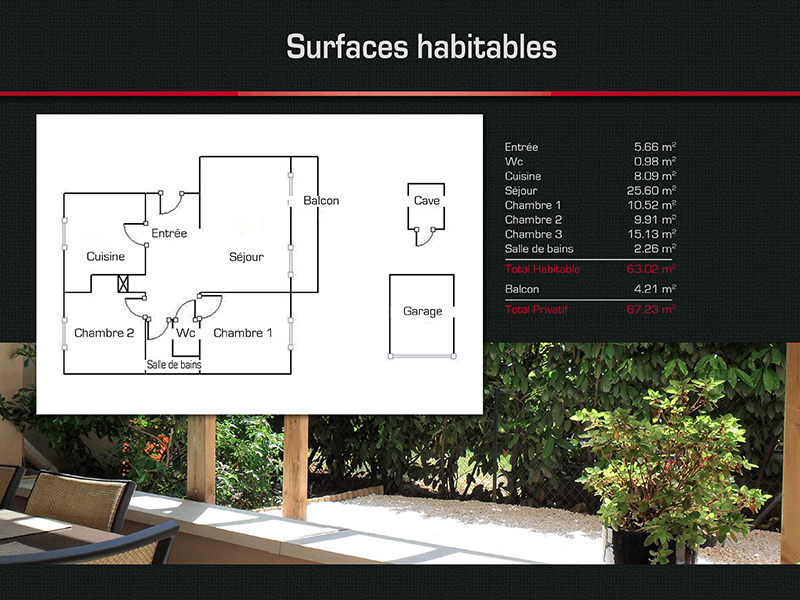 Surfaces habitables
Balcon
Cave
Entrée
Cuisine
Séjour
Garage
Chambre 2
Wc
Chambre 1
Salle de bains
Entrée 5.66 m²
Wc 0.98 m²
Cuisine 8.09 m²
Séjour 25.60 m²
Chambre 1 10.52 m²
Chambre 2 9.91 m²
Chambre 3 15.13 m²
Salle de bains 2.26 m²
Total Habitable 63.02 m²
Balcon 4.21 m²
Total Privatif 67.23 m²